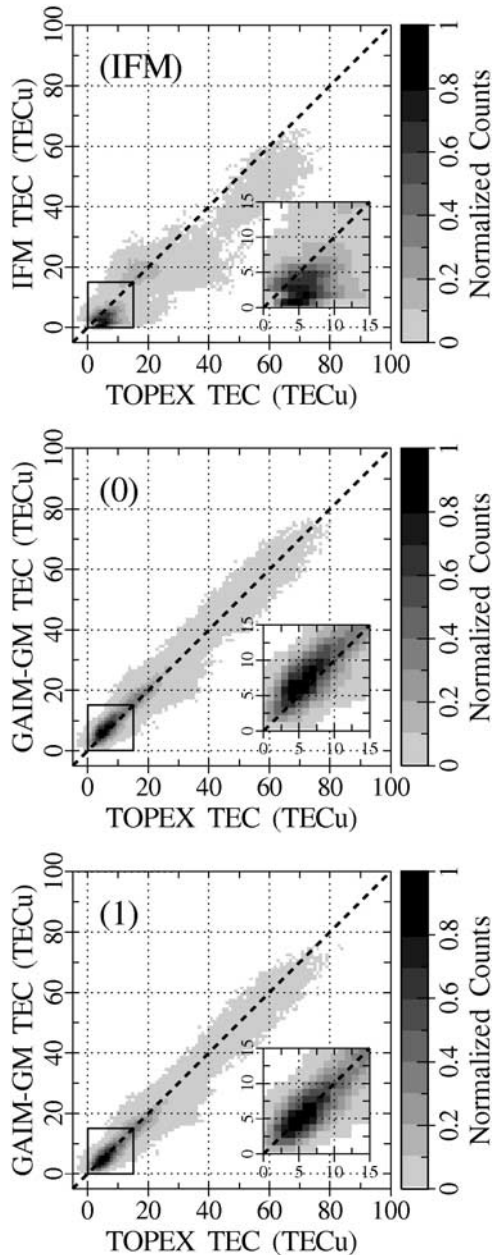 (IFM)
IFM TEC (TECu)
100
80
60
40
20
0
0 20 40 60 80 100
TOPEX TEC (TECu)
15
10
5
0
0 5 10 15
Normalized Counts
0 0.2 0.4 0.6 0.8 1
(0)
GAIM-GM TEC (TECu)
100
80
60
40
20
0
0 20 40 60 80 100
TOPEX TEC (TECu)
15
10
5
0
0 5 10 15
Normalized Counts
0 0.2 0.4 0.6 0.8 1
(1)
GAIM-GM TEC (TECu)
100
80
60
40
20
0
0 20 40 60 80 100
TOPEX TEC (TECu)
15
10
5
0
0 5 10 15
Normalized Counts
0 0.2 0.4 0.6 0.8 1